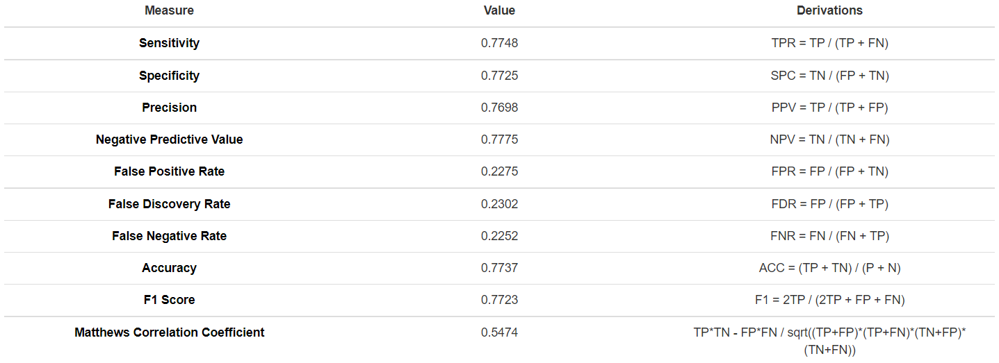 Measure Value Derivations
Sensitivity 0.7748 TPR = TP / (TP + FN)
Specificity 0.7725 SPC = TN / (FP + TN)
Precision 0.7698 PPV = TP / (TP + FP)
Negative Predictive Value 0.7775 NPV = TN / (TN + FN)
False Positive Rate 0.2275 FPR = FP / (FP + TN)
False Discovery Rate 0.2302 FDR = FP / (FP + TP)
False Negative Rate 0.2252 FNR = FN / (FN + TP)
Accuracy 0.7737 ACC = (TP + TN) / (P + N)
F1 Score 0.7723 F1 = 2TP / (2TP + FP + FN)
Matthews Correlation Coefficient 0.5474 TP*TN - FP*FN / sqrt((TP+FP)*(TP+FN)*(TN+FP)*
(TN+FN))